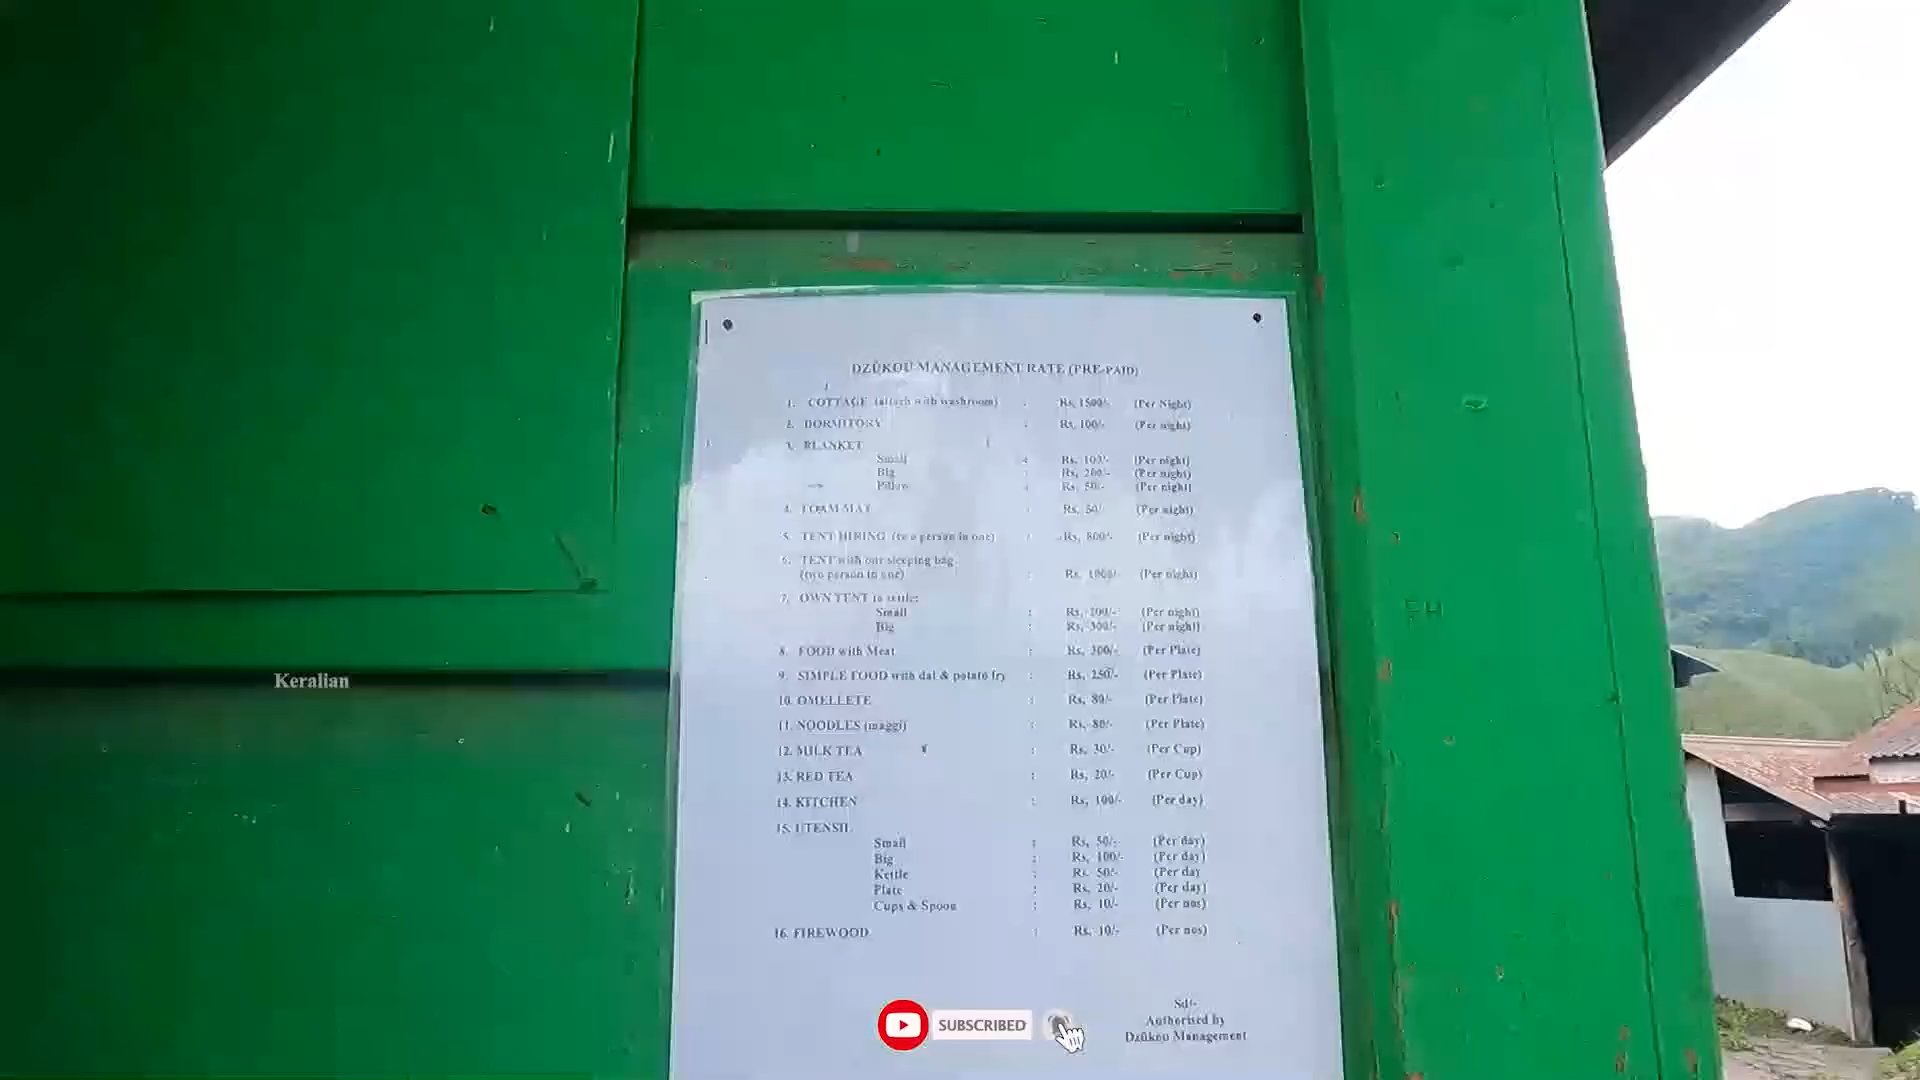 DZÜKOU MANAGEMENT RATE (PRE-PAID)
1. COTTAGE (attach with washroom) : Rs, 1500/- (Per Night)
2. DORMITORY : Rs, 100/- (Per night)
3. BLANKET
Small : Rs, 100/- (Per night)
Big : Rs, 200/- (Per night)
Pillow : Rs, 50/- (Per night)
4. FOAM MAT : Rs, 50/- (Per night)
5. TENT HIRING (two person in one) : Rs, 800/- (Per night)
6. TENT with our sleeping bag
(two person in one) : Rs, 1000/- (Per night)
7. OWN TENT to settle:
Small : Rs, 200/- (Per night)
Big : Rs, 300/- (Per night)
8. FOOD with Meat : Rs, 300/- (Per Plate)
9. SIMPLE FOOD with dal & potato fry : Rs, 250/- (Per Plate)
10. OMELLETE : Rs, 80/- (Per Plate)
11. NOODLES (maggi) : Rs, 80/- (Per Plate)
12. MILK TEA : Rs, 30/- (Per Cup)
13. RED TEA : Rs, 20/- (Per Cup)
14. KITCHEN : Rs, 100/- (Per day)
15. UTENSIL
Small : Rs, 50/- (Per day)
Big : Rs, 100/- (Per day)
Kettle : Rs, 50/- (Per day
Plate : Rs, 20/- (Per day)
Cups & Spoon : Rs, 10/- (Per nos)
16. FIREWOOD : Rs, 10/- (Per nos)
Sd/-
Authorised by
Dzükou Management
Keralian
SUBSCRIBED